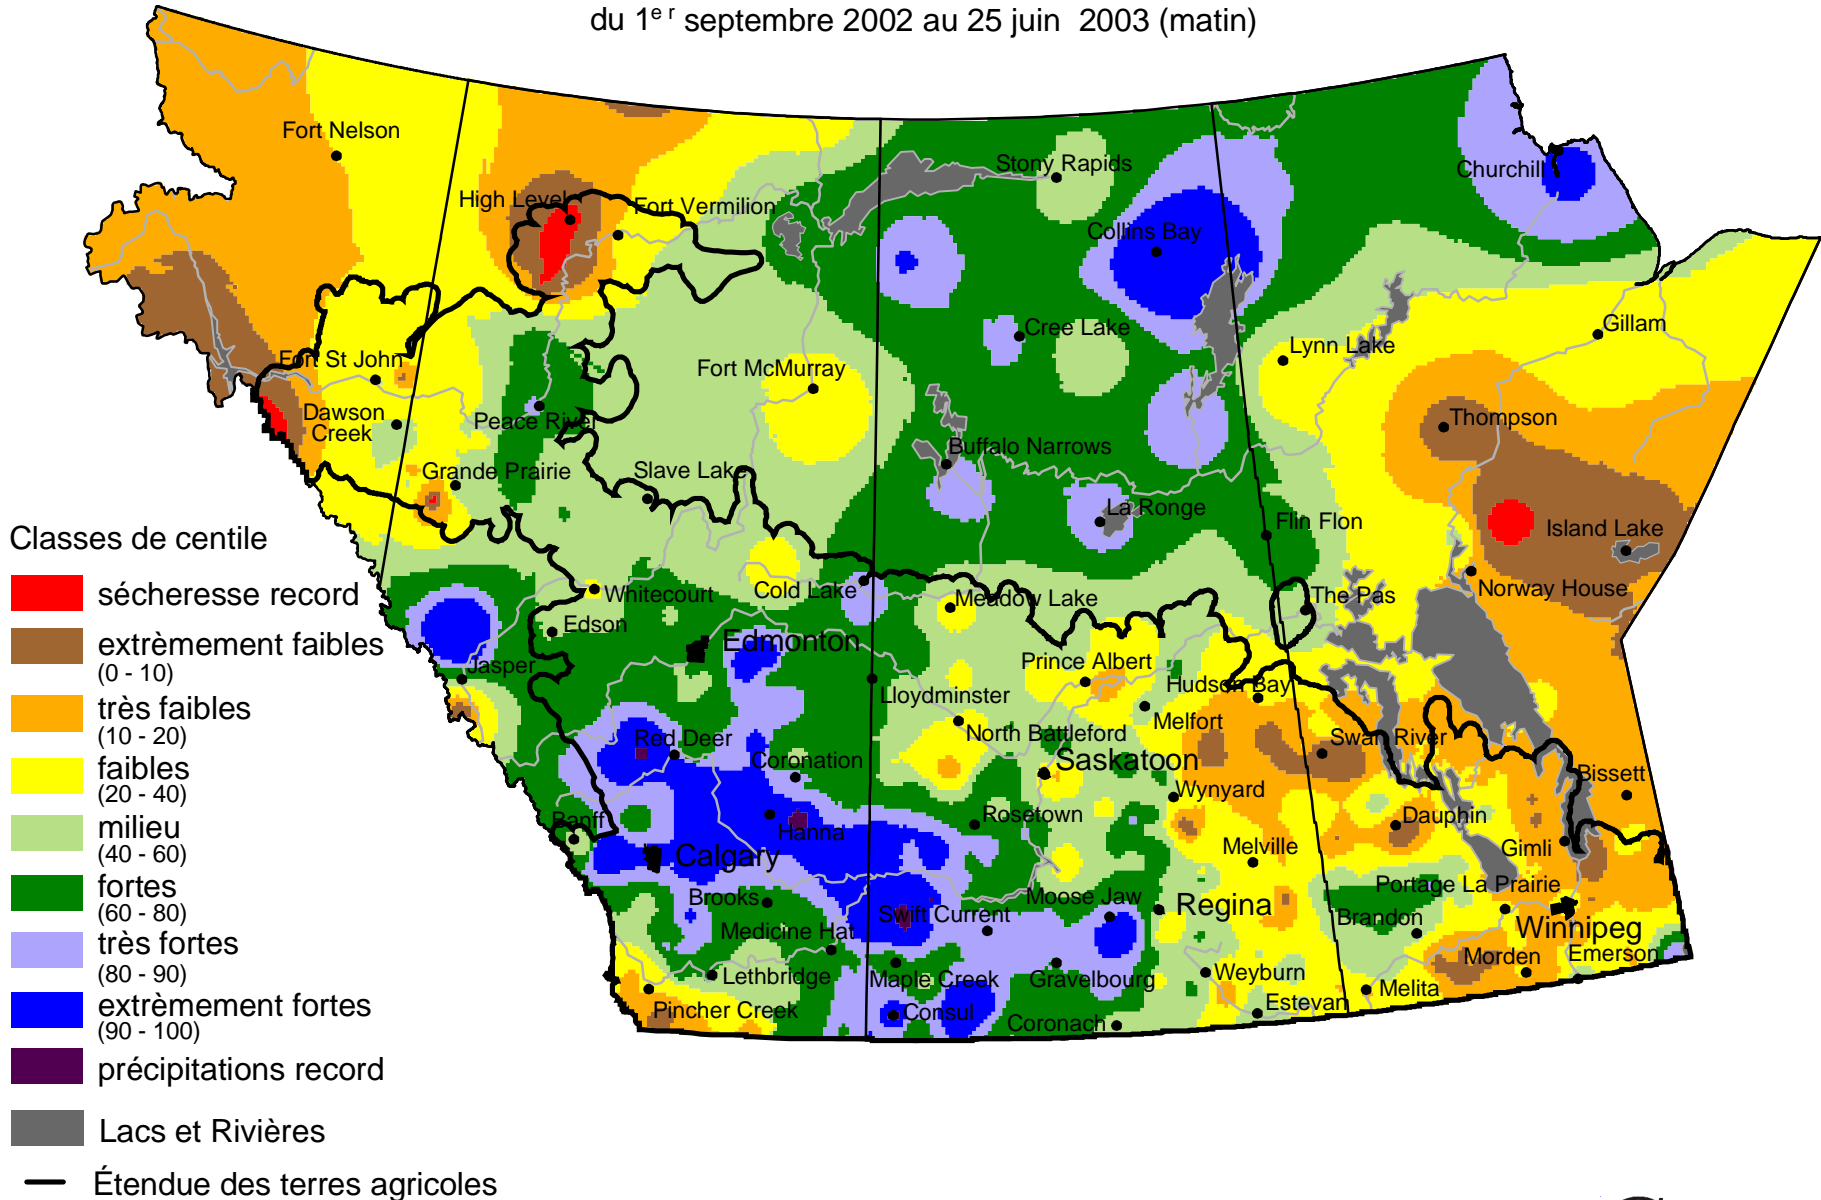 du 1er septembre 2002 au 25 juin 2003 (matin)
Fort Nelson
High Level
Fort Vermilion
Stony Rapids
Churchill
Collins Bay
Cree Lake
Gillam
Lynn Lake
Fort St John
Fort McMurray
Dawson
Creek
Peace River
Thompson
Buffalo Narrows
Grande Prairie
Slave Lake
La Ronge
Flin Flon
Island Lake
Classes de centile
sécheresse record
extrèmement faibles
(0 - 10)
très faibles
(10 - 20)
faibles
(20 - 40)
milieu
(40 - 60)
fortes
(60 - 80)
très fortes
(80 - 90)
extrèmement fortes
(90 - 100)
précipitations record
Lacs et Rivières
Étendue des terres agricoles
Whitecourt
Cold Lake
Meadow Lake
The Pas
Norway House
Edson
Edmonton
Jasper
Prince Albert
Hudson Bay
Lloydminster
Melfort
North Battleford
Swan River
Red Deer
Coronation
Saskatoon
Bissett
Wynyard
Banff
Hanna
Rosetown
Dauphin
Calgary
Melville
Gimli
Brooks
Moose Jaw
Portage La Prairie
Swift Current
Regina
Brandon
Medicine Hat
Winnipeg
Lethbridge
Maple Creek
Gravelbourg
Weyburn
Morden
Emerson
Pincher Creek
Consul
Coronach
Estevan
Melita